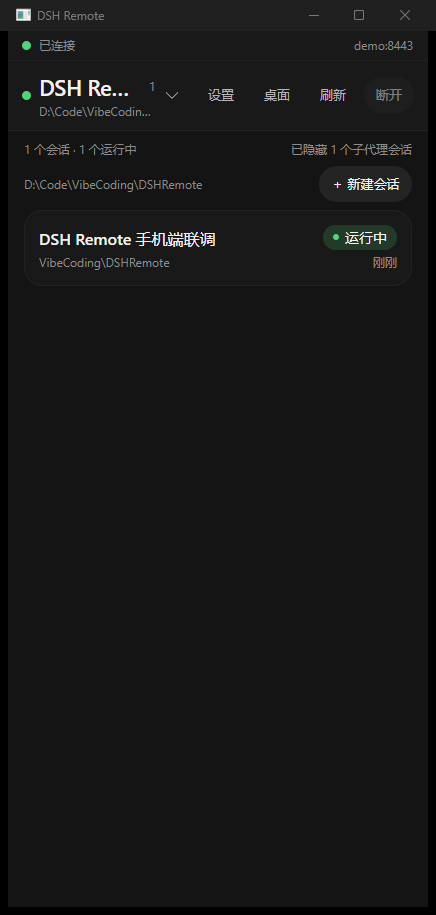 DSH Remote
已连接 demo:8443
DSH Re... 1 设置 桌面 刷新 断开
D:\Code\VibeCodin...
1 个会话 · 1 个运行中 已隐藏 1 个子代理会话
D:\Code\VibeCoding\DSHRemote + 新建会话
DSH Remote 手机端联调 运行中
VibeCoding\DSHRemote 刚刚